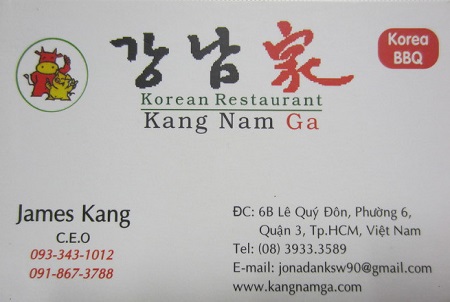 강남家
Korea
BBQ
Korean Restaurant
Kang Nam Ga
James Kang
C.E.O
093-343-1012
091-867-3788
ĐC: 6B Lê Quý Đôn, Phường 6,
Quận 3, Tp.HCM, Việt Nam
Tel: (08) 3933.3589
E-mail: jonadanksw90@gmail.com
www.kangnamga.com